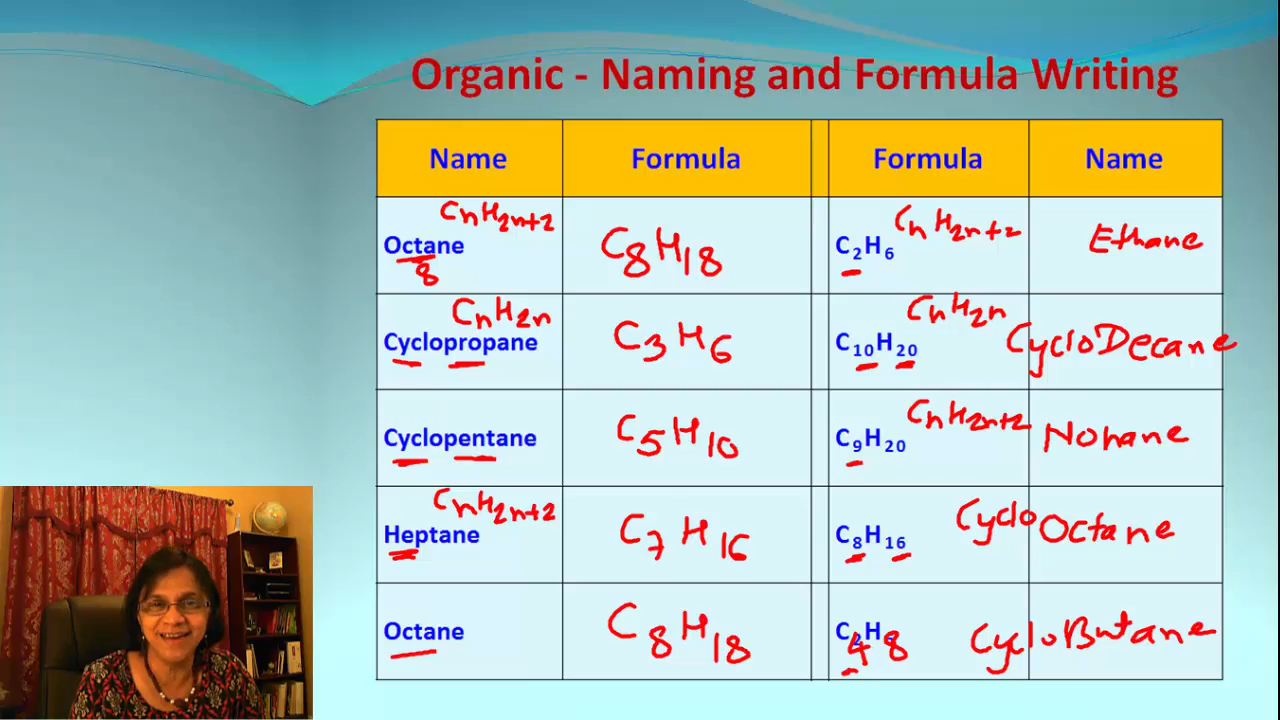 Organic - Naming and Formula Writing
Name Formula Formula Name
CnH2n+2 CnH2n+2
Octane C8H18 C2H6 Ethane
8
CnH2n CnH2n
Cyclopropane C3H6 C10H20 CycloDecane
CnH2n+2
Cyclopentane C5H10 C9H20 Nonane
CnH2n+2
Heptane C7H16 C8H16 CycloOctane
Octane C8H18 C4H8 CycloButane